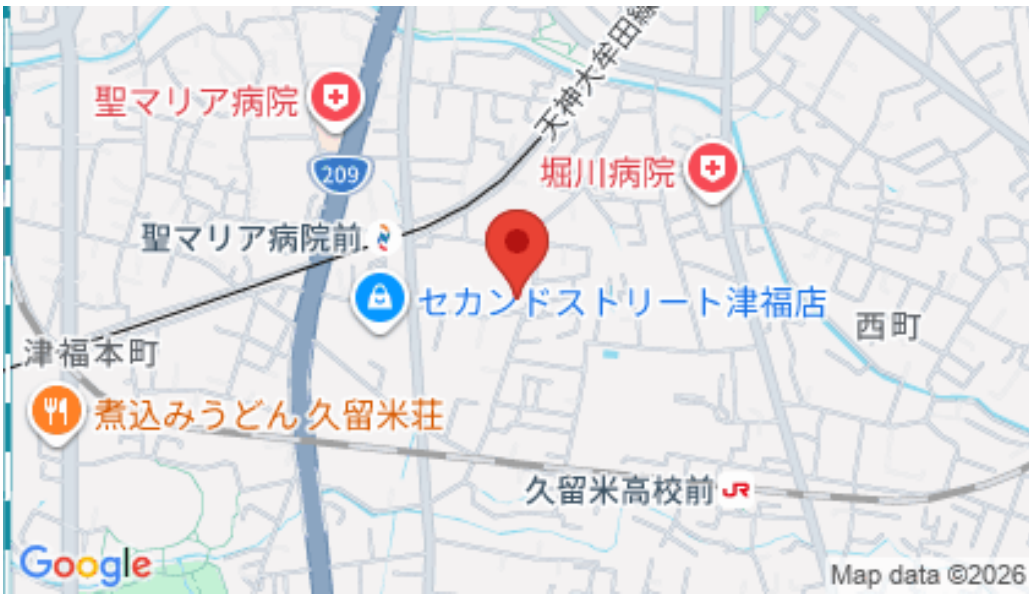 天神大牟田線
聖マリア病院
209
堀川病院
聖マリア病院前
セカンドストリート津福店
西町
津福本町
煮込みうどん 久留米荘
久留米高校前 JR
Google
Map data ©2026